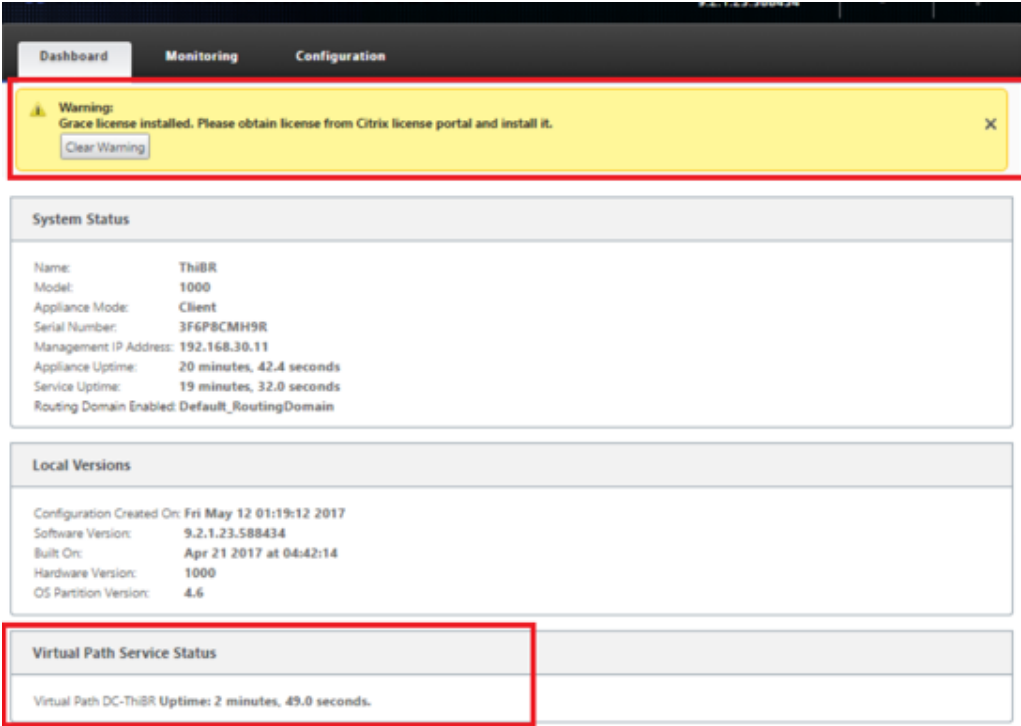 9.2.1.23.588434
Dashboard Monitoring Configuration
Warning:
Grace license installed. Please obtain license from Citrix license portal and install it.
Clear Warning
System Status
Name: ThiBR
Model: 1000
Appliance Mode: Client
Serial Number: 3F6P8CMH9R
Management IP Address: 192.168.30.11
Appliance Uptime: 20 minutes, 42.4 seconds
Service Uptime: 19 minutes, 32.0 seconds
Routing Domain Enabled: Default_RoutingDomain
Local Versions
Configuration Created On: Fri May 12 01:19:12 2017
Software Version: 9.2.1.23.588434
Built On: Apr 21 2017 at 04:42:14
Hardware Version: 1000
OS Partition Version: 4.6
Virtual Path Service Status
Virtual Path DC-ThiBR Uptime: 2 minutes, 49.0 seconds.